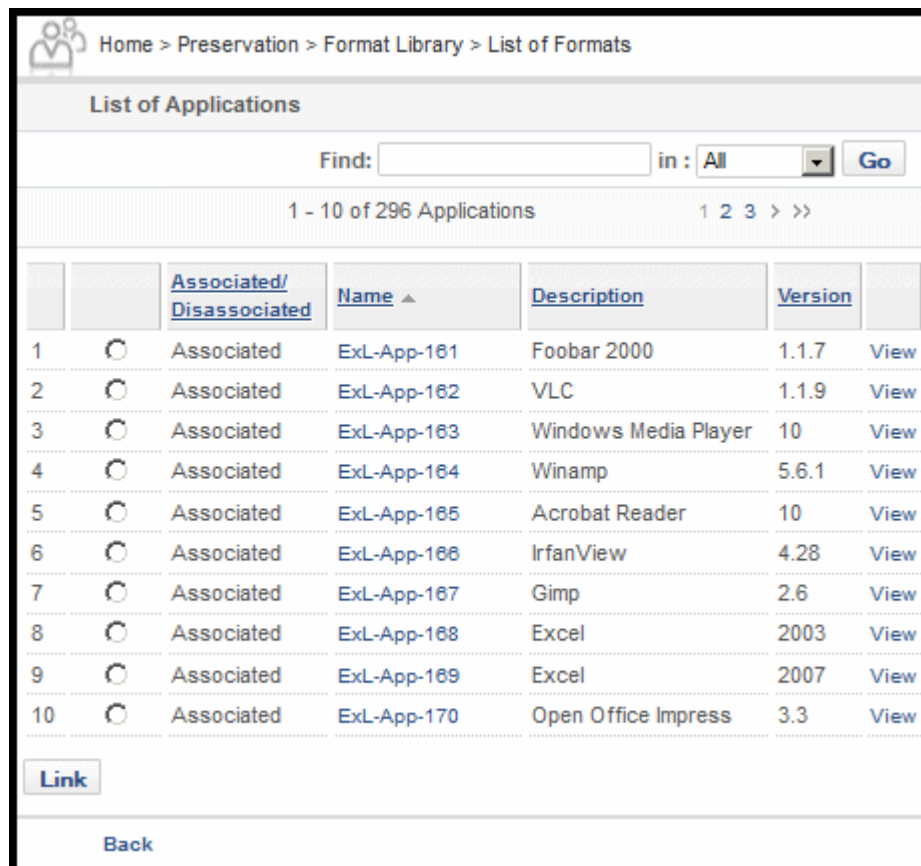 Home > Preservation > Format Library > List of Formats
List of Applications
Find: in : All Go
1 - 10 of 296 Applications 1 2 3 > >>
Associated/ Disassociated Name Description Version
1 Associated ExL-App-161 Foobar 2000 1.1.7 View
2 Associated ExL-App-162 VLC 1.1.9 View
3 Associated ExL-App-163 Windows Media Player 10 View
4 Associated ExL-App-164 Winamp 5.6.1 View
5 Associated ExL-App-165 Acrobat Reader 10 View
6 Associated ExL-App-166 IrfanView 4.28 View
7 Associated ExL-App-167 Gimp 2.6 View
8 Associated ExL-App-168 Excel 2003 View
9 Associated ExL-App-169 Excel 2007 View
10 Associated ExL-App-170 Open Office Impress 3.3 View
Link
Back